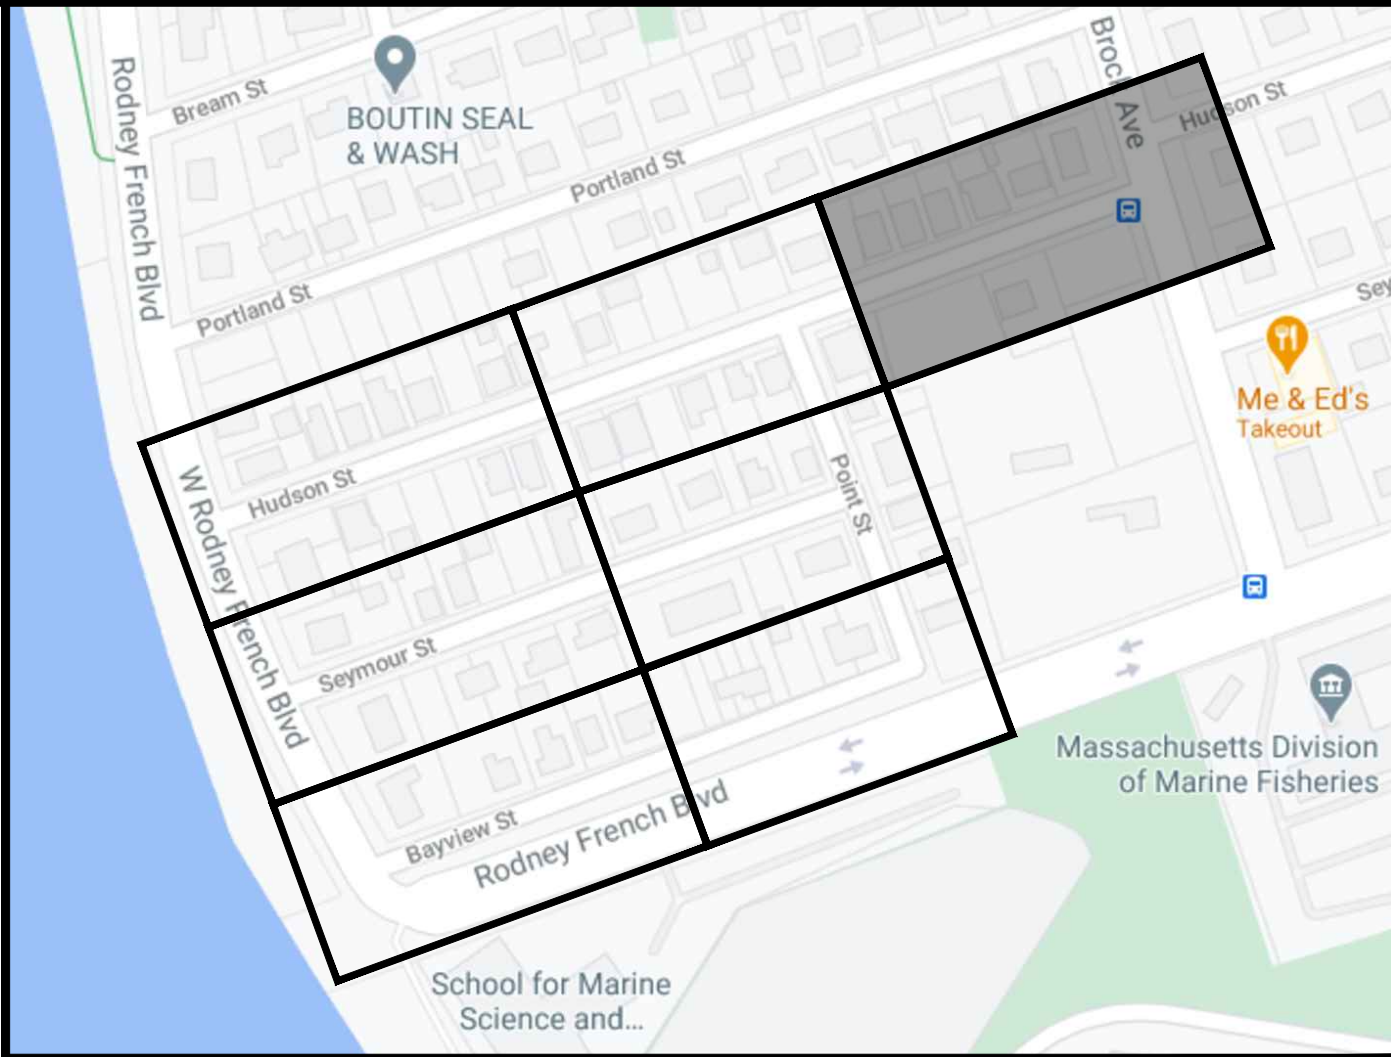 Rodney French Blvd
Bream St
BOUTIN SEAL
& WASH
Portland St
Brock Ave
Hudson St
Portland St
Sey
Me & Ed's
Takeout
W Rodney French Blvd
Hudson St
Point St
Seymour St
Bayview St
Rodney French Blvd
Massachusetts Division
of Marine Fisheries
School for Marine
Science and...